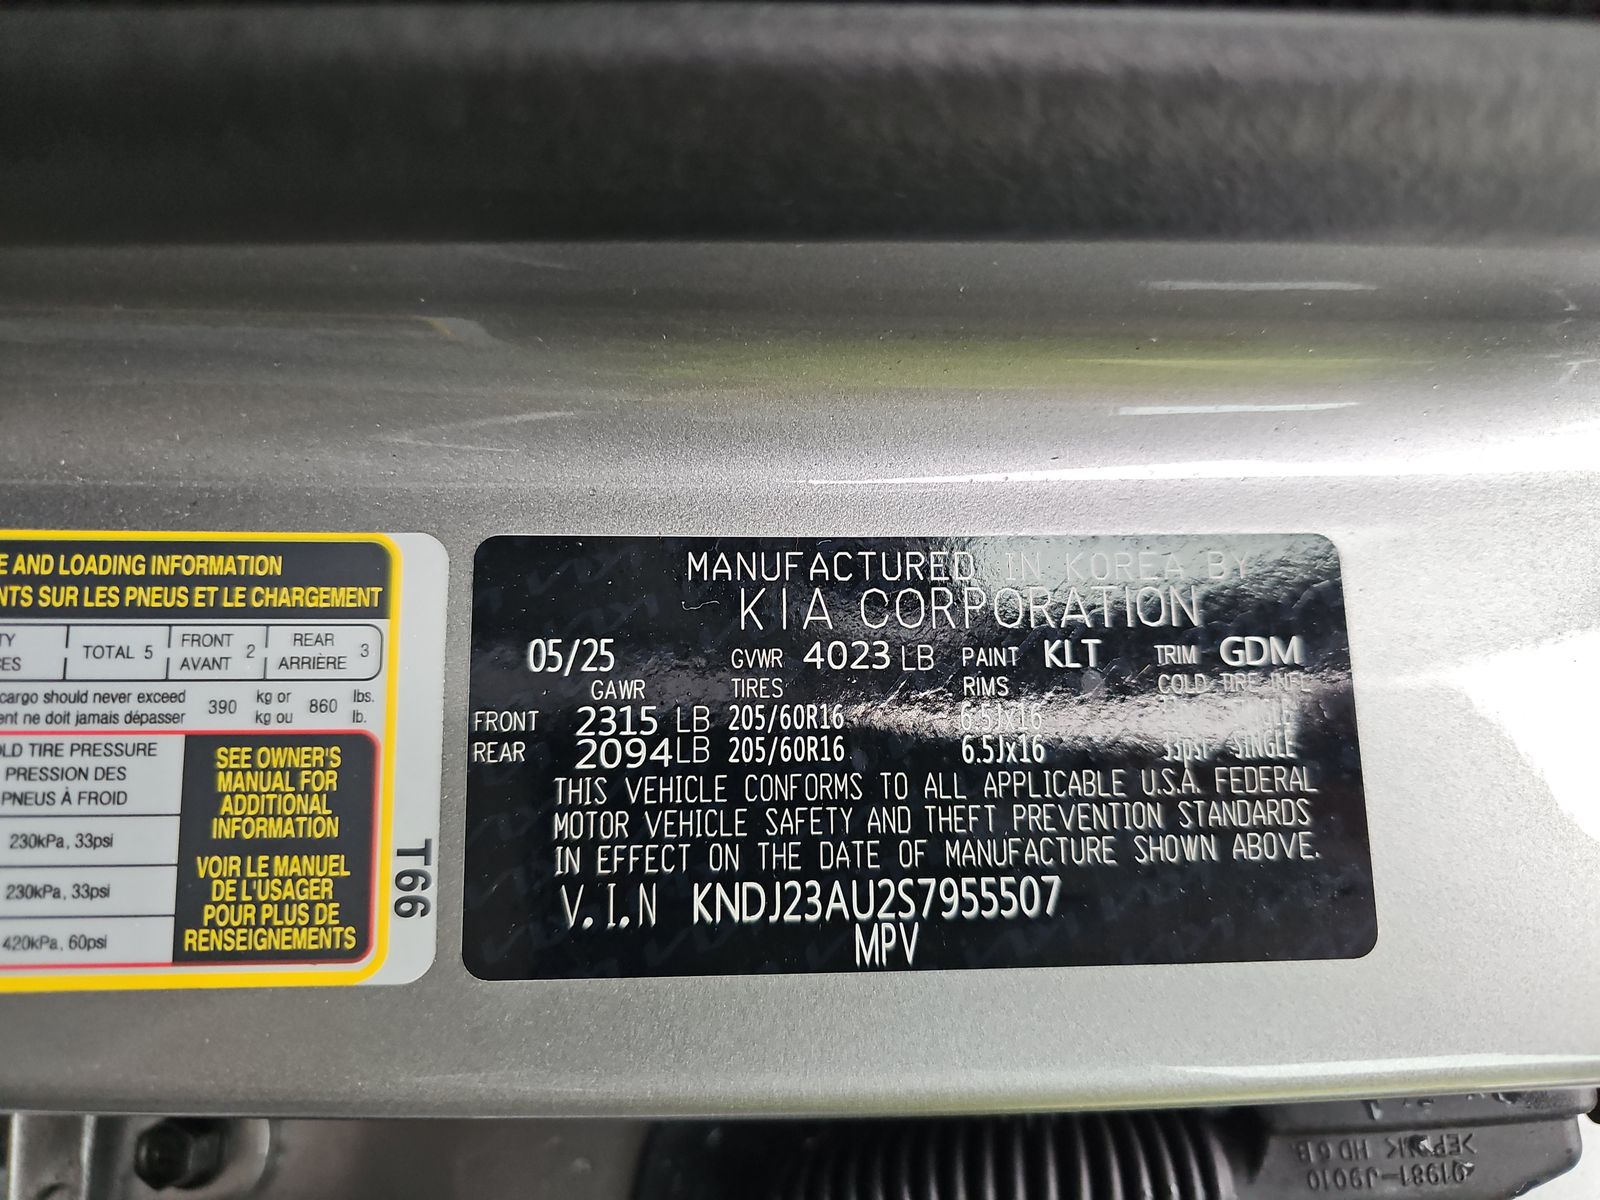 E AND LOADING INFORMATION
NTS SUR LES PNEUS ET LE CHARGEMENT
TY
CES
TOTAL 5
FRONT
AVANT
2
REAR
ARRIÈRE
3
cargo should never exceed
ent ne doit jamais dépasser
390
kg or
kg ou
860
lbs.
lb.
OLD TIRE PRESSURE
PRESSION DES
PNEUS À FROID
230kPa, 33psi
230kPa, 33psi
420kPa, 60psi
SEE OWNER'S
MANUAL FOR
ADDITIONAL
INFORMATION
VOIR LE MANUEL
DE L'USAGER
POUR PLUS DE
RENSEIGNEMENTS
T66
MANUFACTURED IN KOREA BY
KIA CORPORATION
05/25 GVWR 4023 LB PAINT KLT TRIM GDM
GAWR TIRES RIMS COLD TIRE INFL
FRONT 2315 LB 205/60R16 6.5Jx16 SINGLE
REAR 2094 LB 205/60R16 6.5Jx16 33psi SINGLE
THIS VEHICLE CONFORMS TO ALL APPLICABLE U.S.A. FEDERAL
MOTOR VEHICLE SAFETY AND THEFT PREVENTION STANDARDS
IN EFFECT ON THE DATE OF MANUFACTURE SHOWN ABOVE.
V.I.N KNDJ23AU2S7955507
MPV
91981-J9010